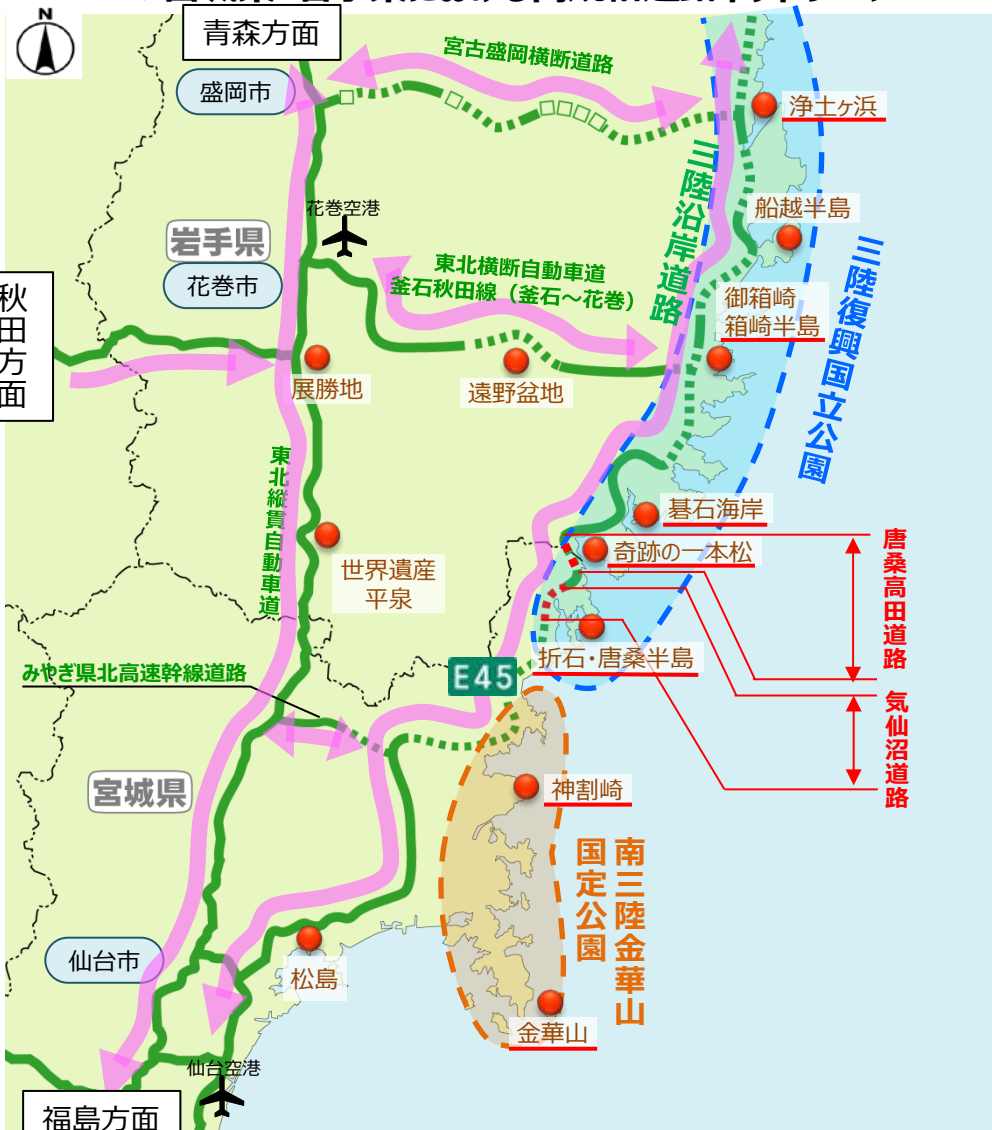 N
青森方面
宮古盛岡横断道路
盛岡市
浄土ヶ浜
三陸沿岸道路
花巻空港
船越半島
岩手県
花巻市
東北横断自動車道
釜石秋田線（釜石～花巻）
三陸復興国立公園
秋田方面
御箱崎
箱崎半島
展勝地
遠野盆地
東北縦貫自動車道
碁石海岸
奇跡の一本松
唐桑高田道路
世界遺産
平泉
折石・唐桑半島
みやぎ県北高速幹線道路
E45
気仙沼道路
宮城県
神割崎
南三陸金華山
国定公園
仙台市
松島
金華山
仙台空港
福島方面